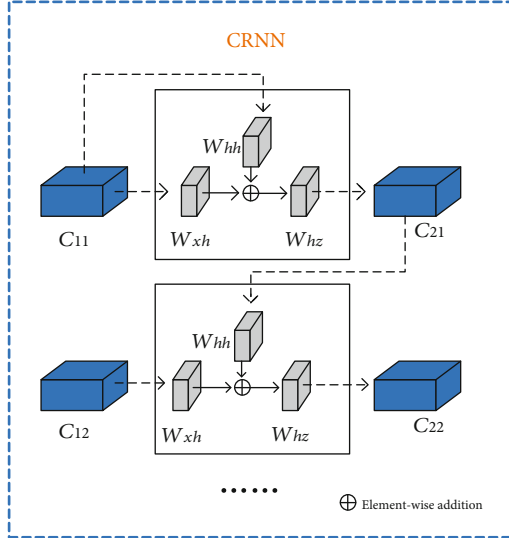 CRNN
Whh
C11
Wxh
Whz
C21
Whh
C12
Wxh
Whz
C22
......
⊕ Element-wise addition